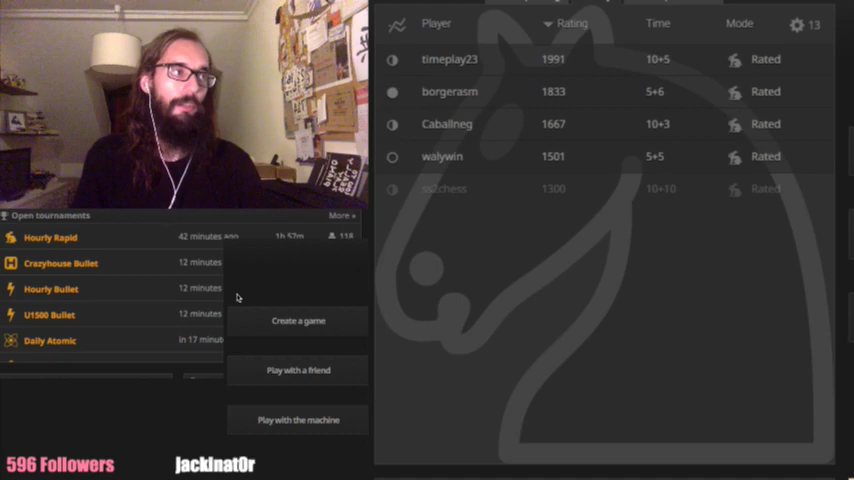 Player Rating Time Mode 13
timeplay23 1991 10+5 Rated
borgerasm 1833 5+6 Rated
Caballneg 1667 10+3 Rated
walywin 1501 5+5 Rated
1300 10+10 Rated
Open tournaments More »
Hourly Rapid 42 minutes ago 1h 57m 118
Crazyhouse Bullet 12 minutes
Hourly Bullet 12 minutes
U1500 Bullet 12 minutes
Daily Atomic in 17 minut
Create a game
Play with a friend
Play with the machine
596 Followers jackinat0r